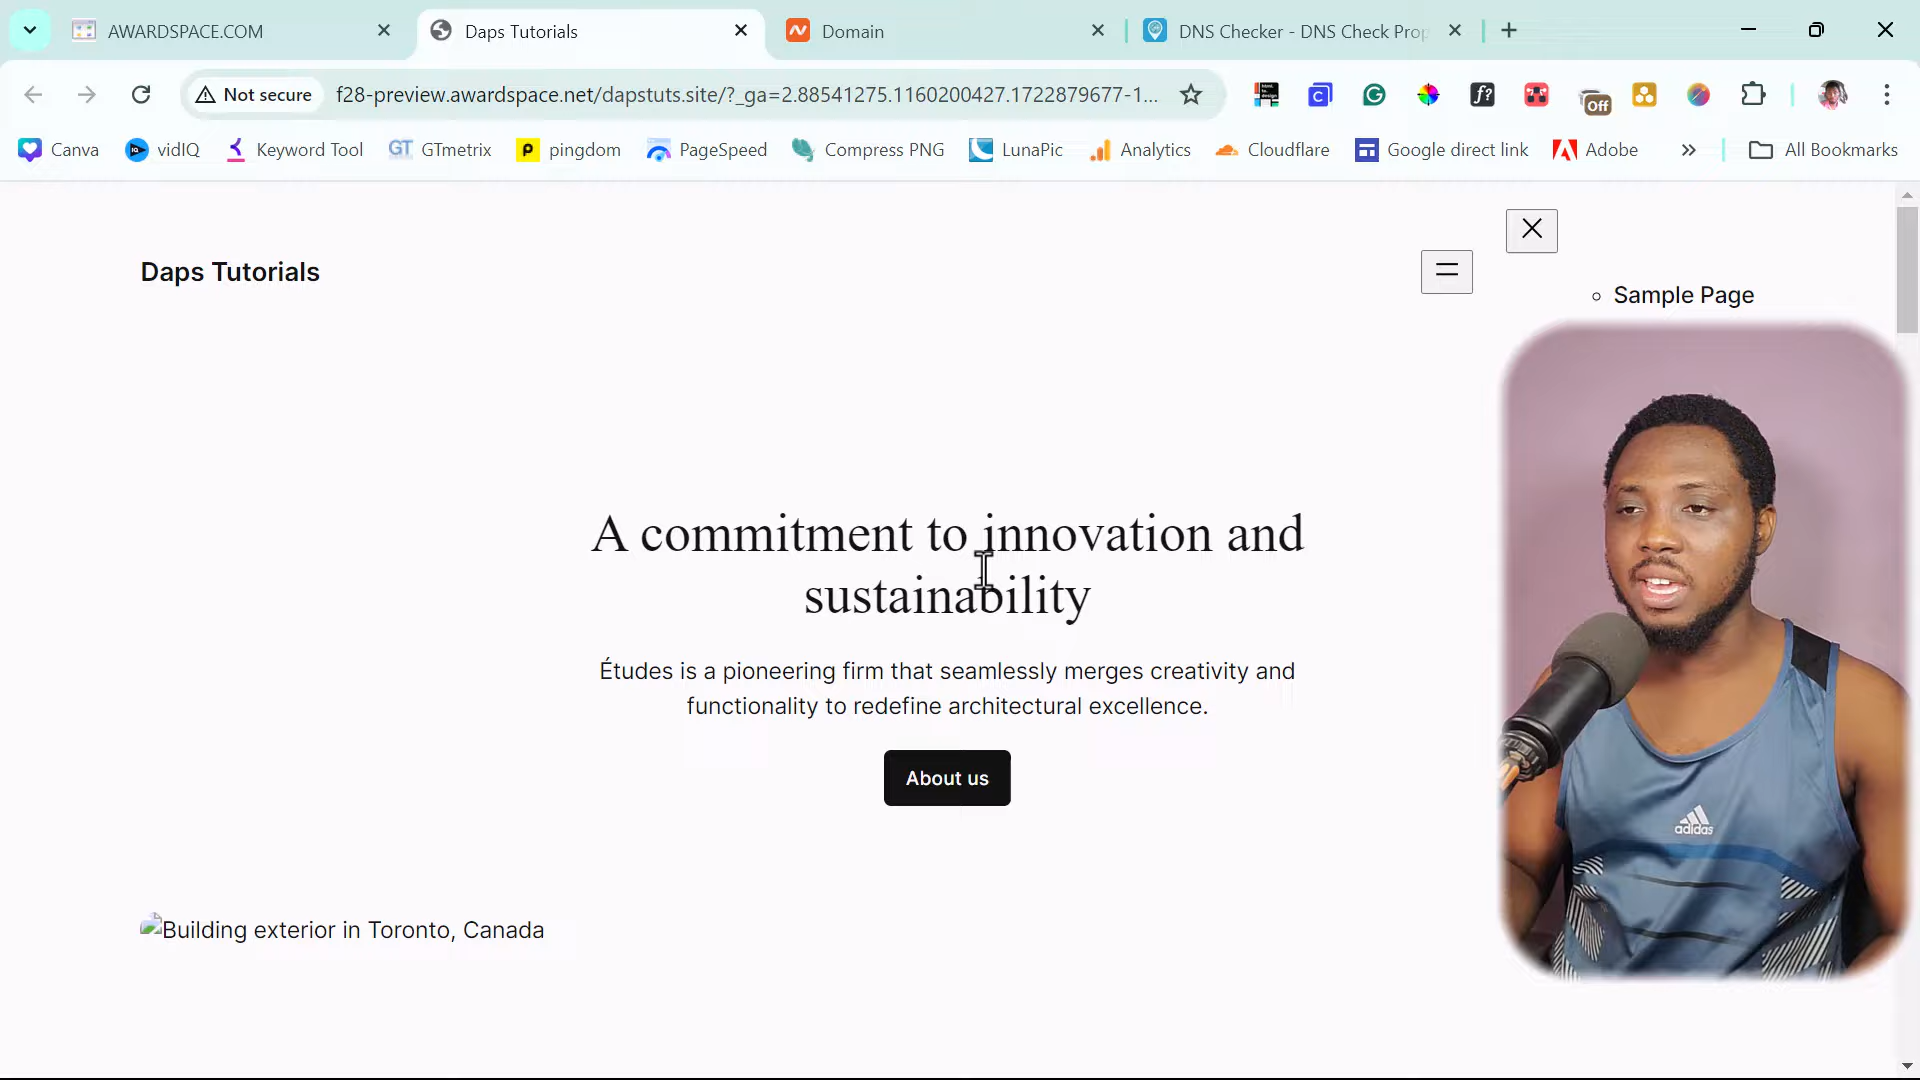 AWARDSPACE.COM
Daps Tutorials
Domain
DNS Checker - DNS Check Prop
Not secure
f28-preview.awardspace.net/dapstuts.site/?_ga=2.88541275.1160200427.1722879677-1...
f?
Off
Canva
vidIQ
Keyword Tool
GT GTmetrix
pingdom
PageSpeed
Compress PNG
LunaPic
Analytics
Cloudflare
Google direct link
Adobe
All Bookmarks
Daps Tutorials
Sample Page
A commitment to innovation and
sustainability
Études is a pioneering firm that seamlessly merges creativity and
functionality to redefine architectural excellence.
About us
Building exterior in Toronto, Canada
adidas